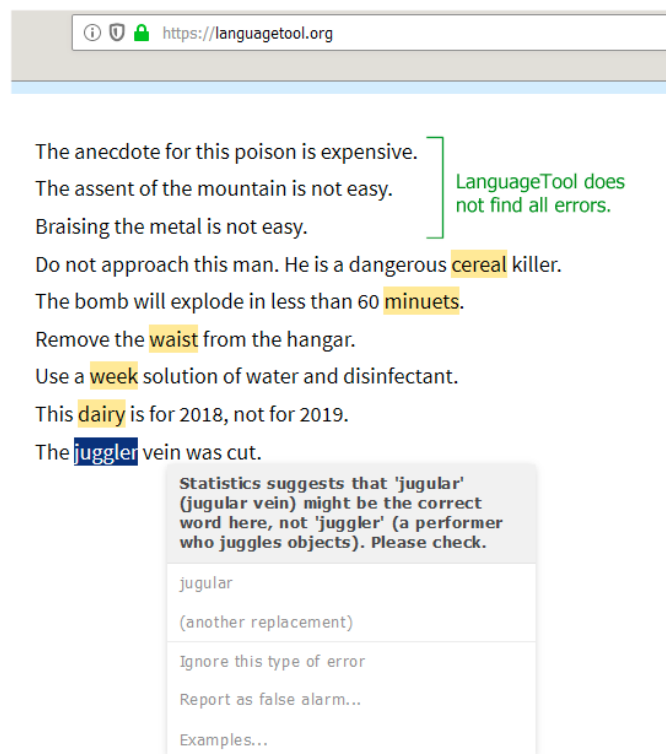 https://languagetool.org
The anecdote for this poison is expensive.
The assent of the mountain is not easy.
Braising the metal is not easy.
LanguageTool does
not find all errors.
Do not approach this man. He is a dangerous cereal killer.
The bomb will explode in less than 60 minuets.
Remove the waist from the hangar.
Use a week solution of water and disinfectant.
This dairy is for 2018, not for 2019.
The juggler vein was cut.
Statistics suggests that 'jugular'
(jugular vein) might be the correct
word here, not 'juggler' (a performer
who juggles objects). Please check.
jugular
(another replacement)
Ignore this type of error
Report as false alarm...
Examples...